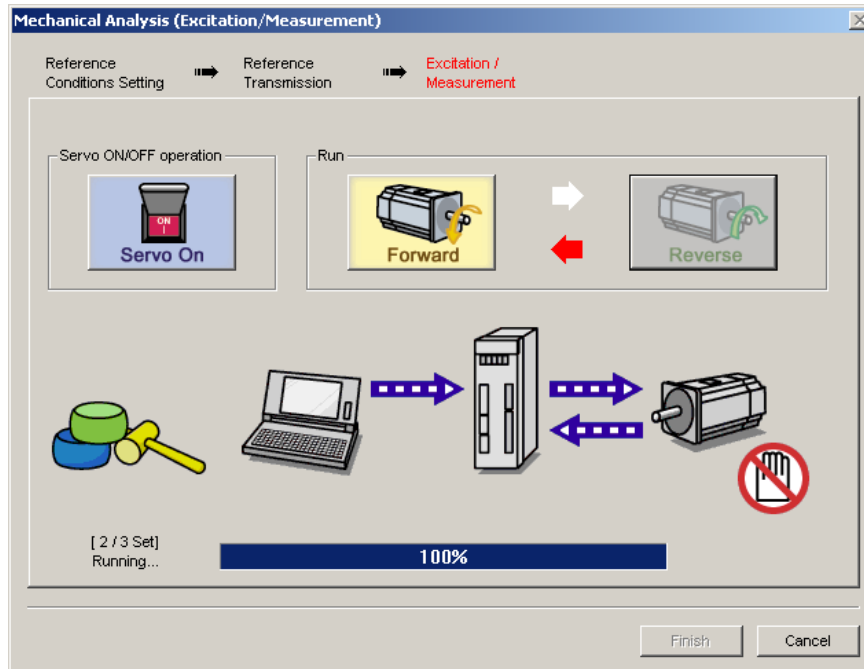 Mechanical Analysis (Excitation/Measurement)
Reference
Conditions Setting
Reference
Transmission
Excitation /
Measurement
Servo ON/OFF operation
Run
ON
I
Servo On
Forward
Reverse
[ 2 / 3 Set]
Running...
100%
Finish
Cancel